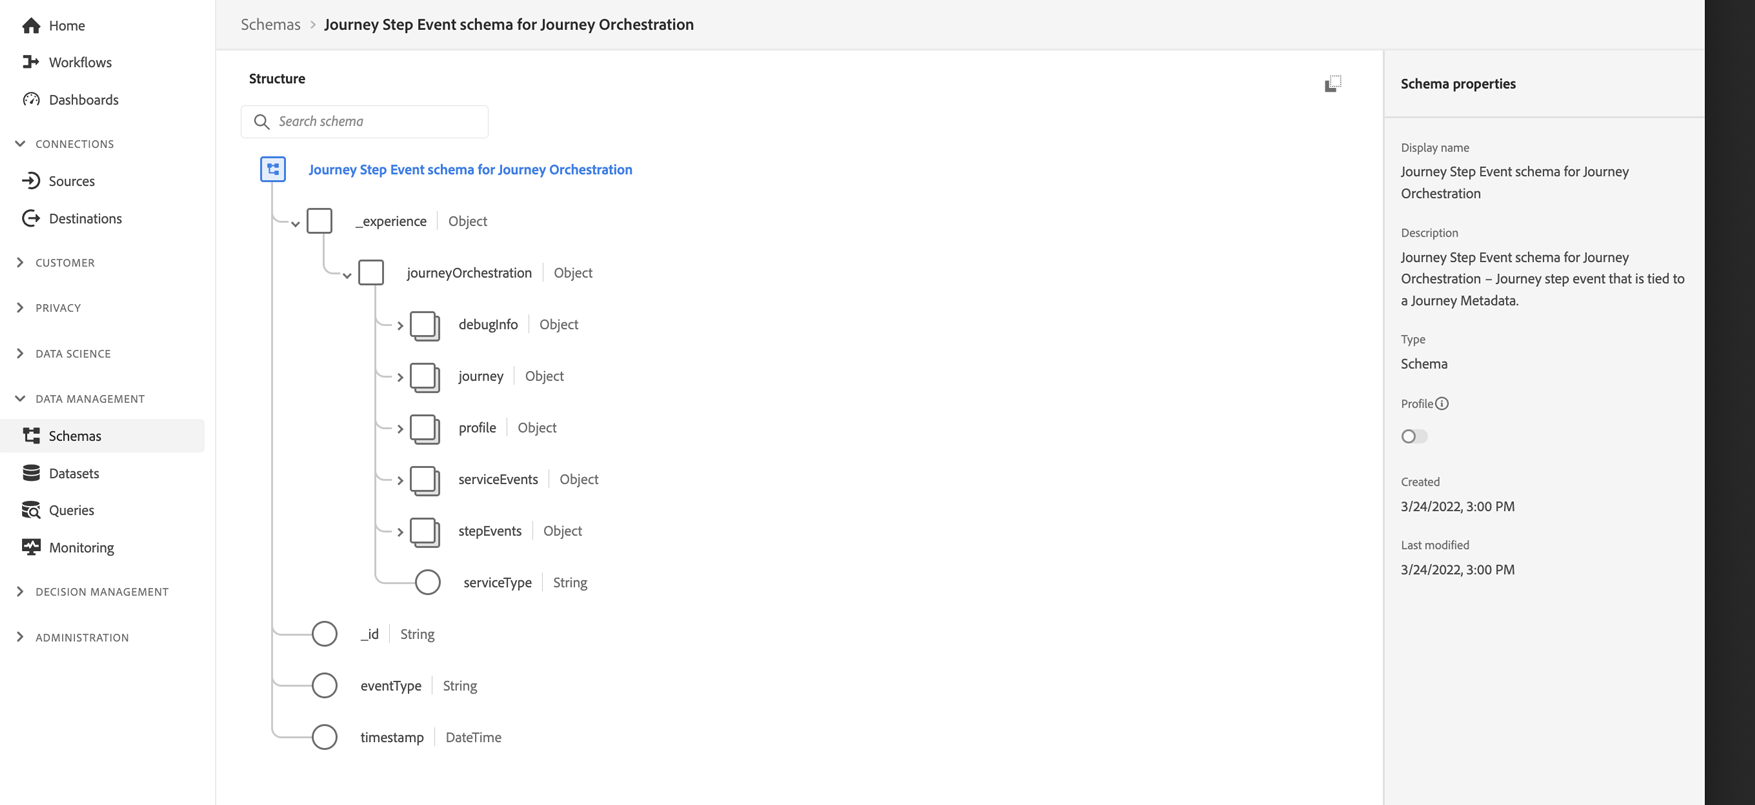 Home
Workflows
Dashboards
CONNECTIONS
Sources
Destinations
CUSTOMER
PRIVACY
DATA SCIENCE
DATA MANAGEMENT
Schemas
Datasets
Queries
Monitoring
DECISION MANAGEMENT
ADMINISTRATION
Schemas > Journey Step Event schema for Journey Orchestration
Structure
Search schema
Journey Step Event schema for Journey Orchestration
_experience | Object
journeyOrchestration | Object
debugInfo | Object
journey | Object
profile | Object
serviceEvents | Object
stepEvents | Object
serviceType | String
_id | String
eventType | String
timestamp | DateTime
Schema properties
Display name
Journey Step Event schema for Journey
Orchestration
Description
Journey Step Event schema for Journey
Orchestration – Journey step event that is tied to
a Journey Metadata.
Type
Schema
Profile
Created
3/24/2022, 3:00 PM
Last modified
3/24/2022, 3:00 PM